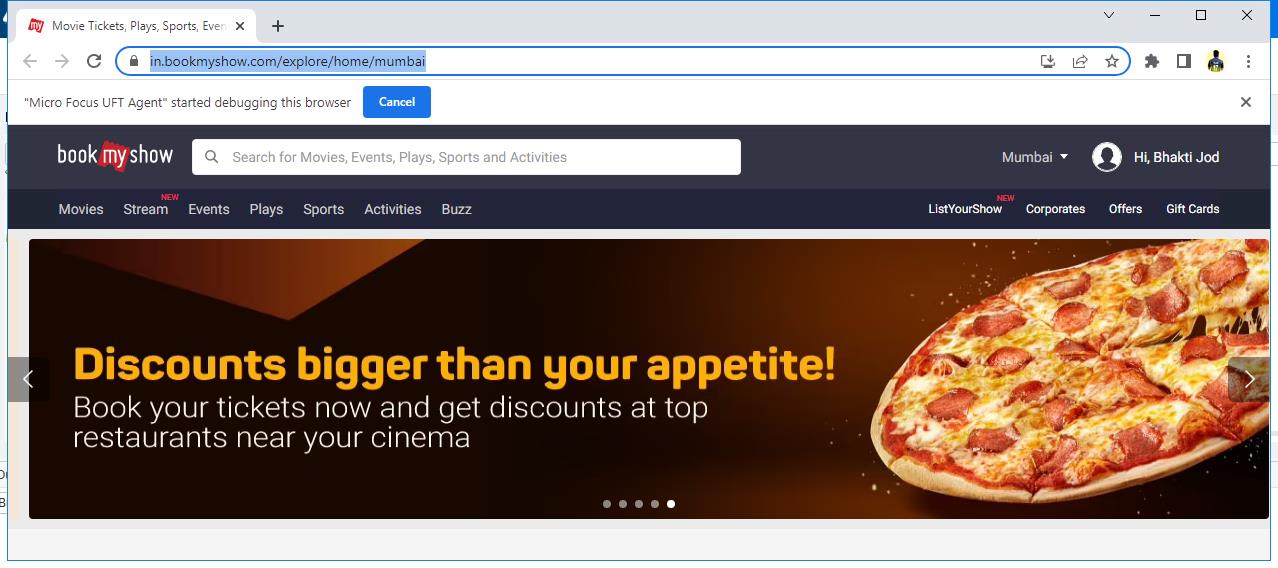 Movie Tickets, Plays, Sports, Even
in.bookmyshow.com/explore/home/mumbai
"Micro Focus UFT Agent" started debugging this browser Cancel
book my show Search for Movies, Events, Plays, Sports and Activities Mumbai Hi, Bhakti Jod
Movies Stream NEW Events Plays Sports Activities Buzz ListYourShow NEW Corporates Offers Gift Cards
Discounts bigger than your appetite!
Book your tickets now and get discounts at top
restaurants near your cinema